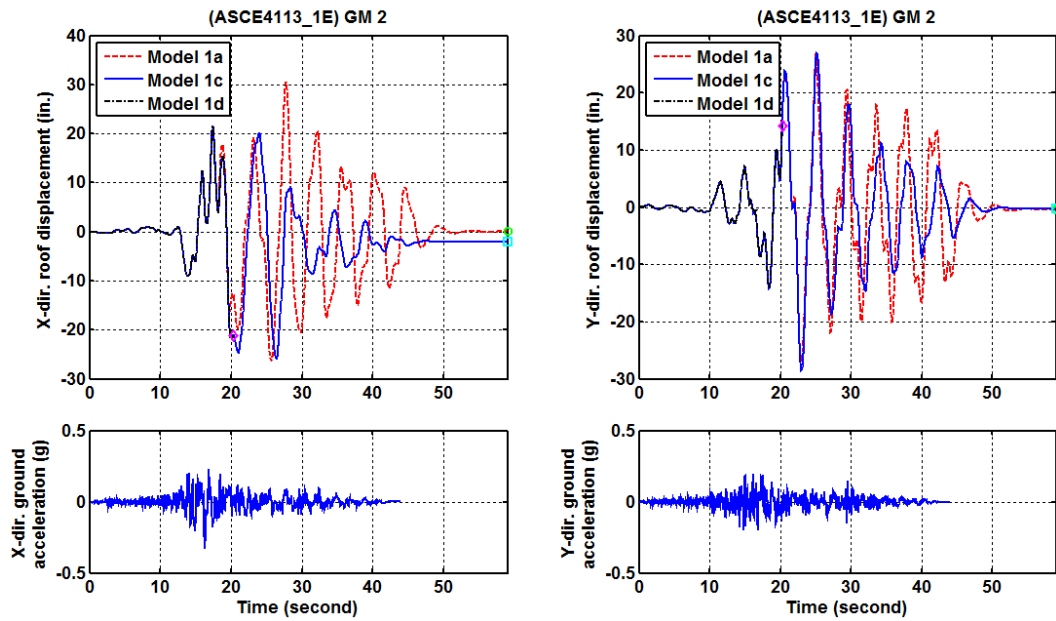 (ASCE4113_1E) GM 2
40
30
20
10
0
-10
-20
-30
X-dir. roof displacement (in.)
Model 1a
Model 1c
Model 1d
0 10 20 30 40 50
0.5
0
-0.5
X-dir. ground
acceleration (g)
0 10 20 30 40 50
Time (second)
(ASCE4113_1E) GM 2
30
20
10
0
-10
-20
-30
Y-dir. roof displacement (in.)
Model 1a
Model 1c
Model 1d
0 10 20 30 40 50
0.5
0
-0.5
Y-dir. ground
acceleration (g)
0 10 20 30 40 50
Time (second)